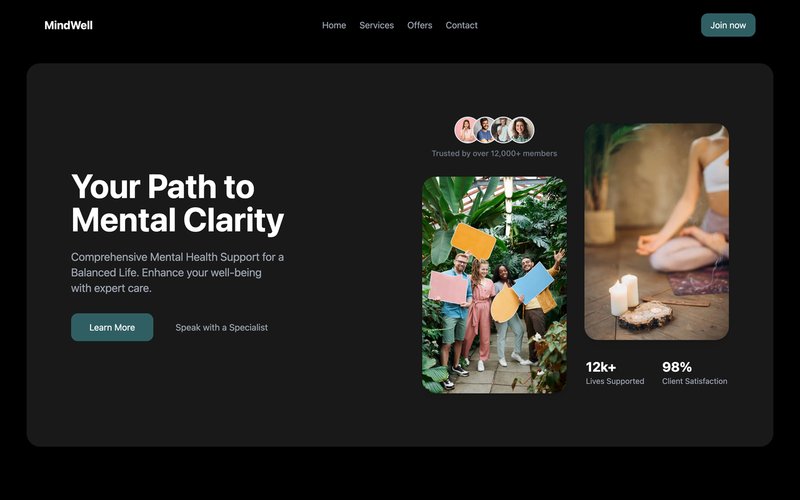 MindWell
Home
Services
Offers
Contact
Join now
Your Path to
Mental Clarity
Comprehensive Mental Health Support for a
Balanced Life. Enhance your well-being
with expert care.
Learn More
Speak with a Specialist
Trusted by over 12,000+ members
12k+
Lives Supported
98%
Client Satisfaction